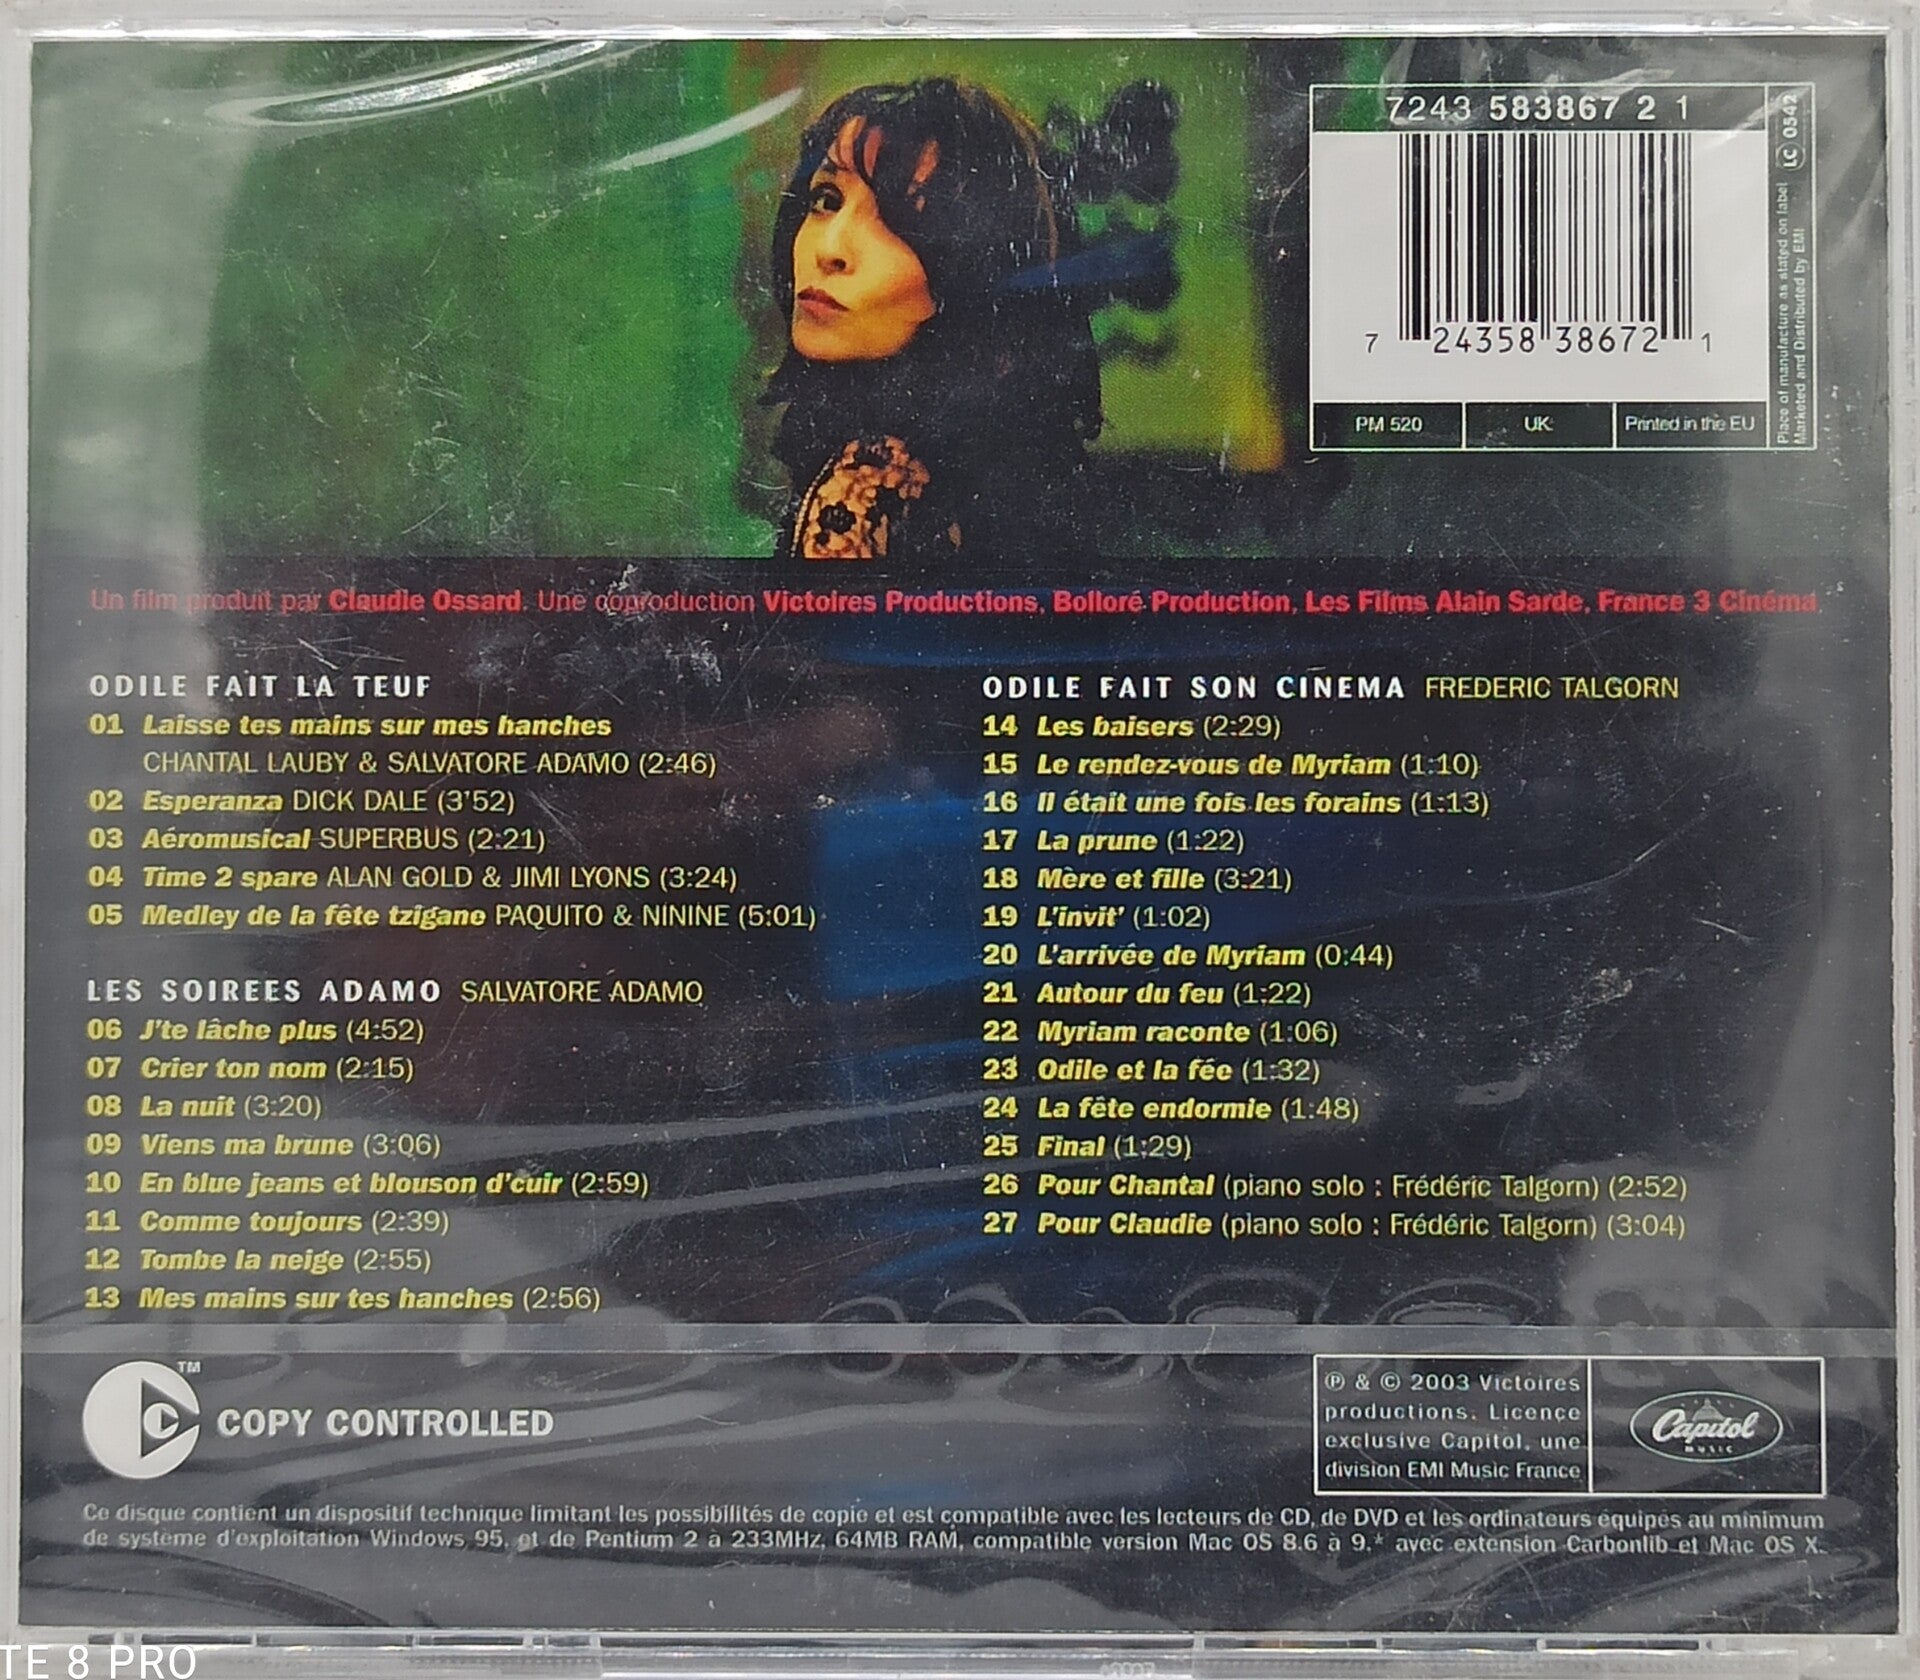 7243 583867 2 1
7 24358 38672 1
PM 520
UK:
Printed in the EU
LC 0542
Place of manufacture as stated on label
Marketed and Distributed by EMI
Un film produit par Claudie Ossard. Une coproduction Victoires Productions, Bolloré Production, Les Films Alain Sarde, France 3 Cinéma
ODILE FAIT LA TEUF
01 Laisse tes mains sur mes hanches
CHANTAL LAUBY & SALVATORE ADAMO (2:46)
02 Esperanza DICK DALE (3'52)
03 Aéromusical SUPERBUS (2:21)
04 Time 2 spare ALAN GOLD & JIMI LYONS (3:24)
05 Medley de la fête tzigane PAQUITO & NININE (5:01)
LES SOIREES ADAMO SALVATORE ADAMO
06 J'te lâche plus (4:52)
07 Crier ton nom (2:15)
08 La nuit (3:20)
09 Viens ma brune (3:06)
10 En blue jeans et blouson d'cuir (2:59)
11 Comme toujours (2:39)
12 Tombe la neige (2:55)
13 Mes mains sur tes hanches (2:56)
ODILE FAIT SON CINEMA FREDERIC TALGORN
14 Les baisers (2:29)
15 Le rendez-vous de Myriam (1:10)
16 Il était une fois les forains (1:13)
17 La prune (1:22)
18 Mère et fille (3:21)
19 L'invit' (1:02)
20 L'arrivée de Myriam (0:44)
21 Autour du feu (1:22)
22 Myriam raconte (1:06)
23 Odile et la fée (1:32)
24 La fête endormie (1:48)
25 Final (1:29)
26 Pour Chantal (piano solo : Frédéric Talgorn) (2:52)
27 Pour Claudie (piano solo : Frédéric Talgorn) (3:04)
TM
COPY CONTROLLED
℗ & © 2003 Victoires
productions. Licence
exclusive Capitol, une
division EMI Music France
Capitol
MUSIC
Ce disque contient un dispositif technique limitant les possibilités de copie et est compatible avec les lecteurs de CD, de DVD et les ordinateurs équipés au minimum
de système d'exploitation Windows 95, et de Pentium 2 à 233MHz, 64MB RAM, compatible version Mac OS 8.6 à 9.* avec extension Carbonlib et Mac OS X.
TE 8 PRO